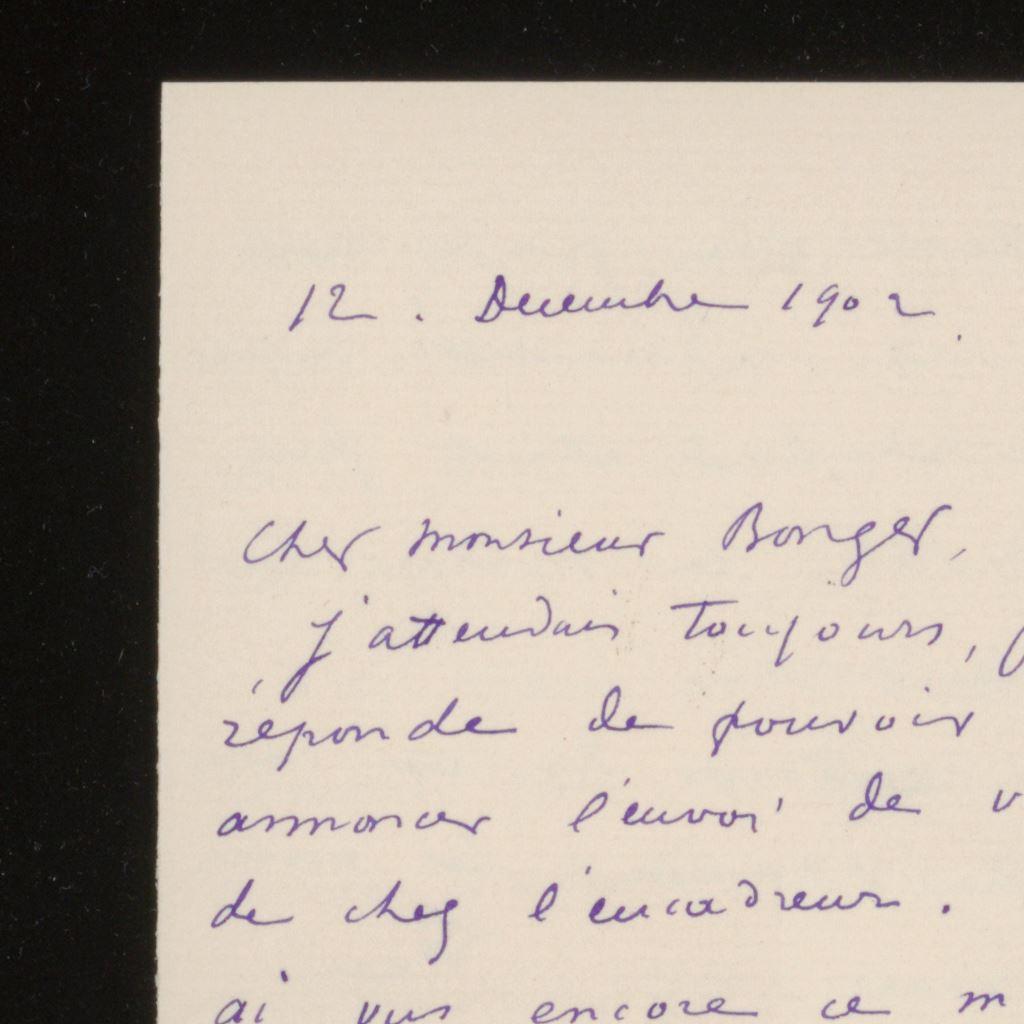 12. Decembre 1902.
Cher monsieur Bonger,
j'attendais toujours,
réponde de pouvoir
annoncer l'envoi de
de chez l'encadreur.
ai vus encore ce